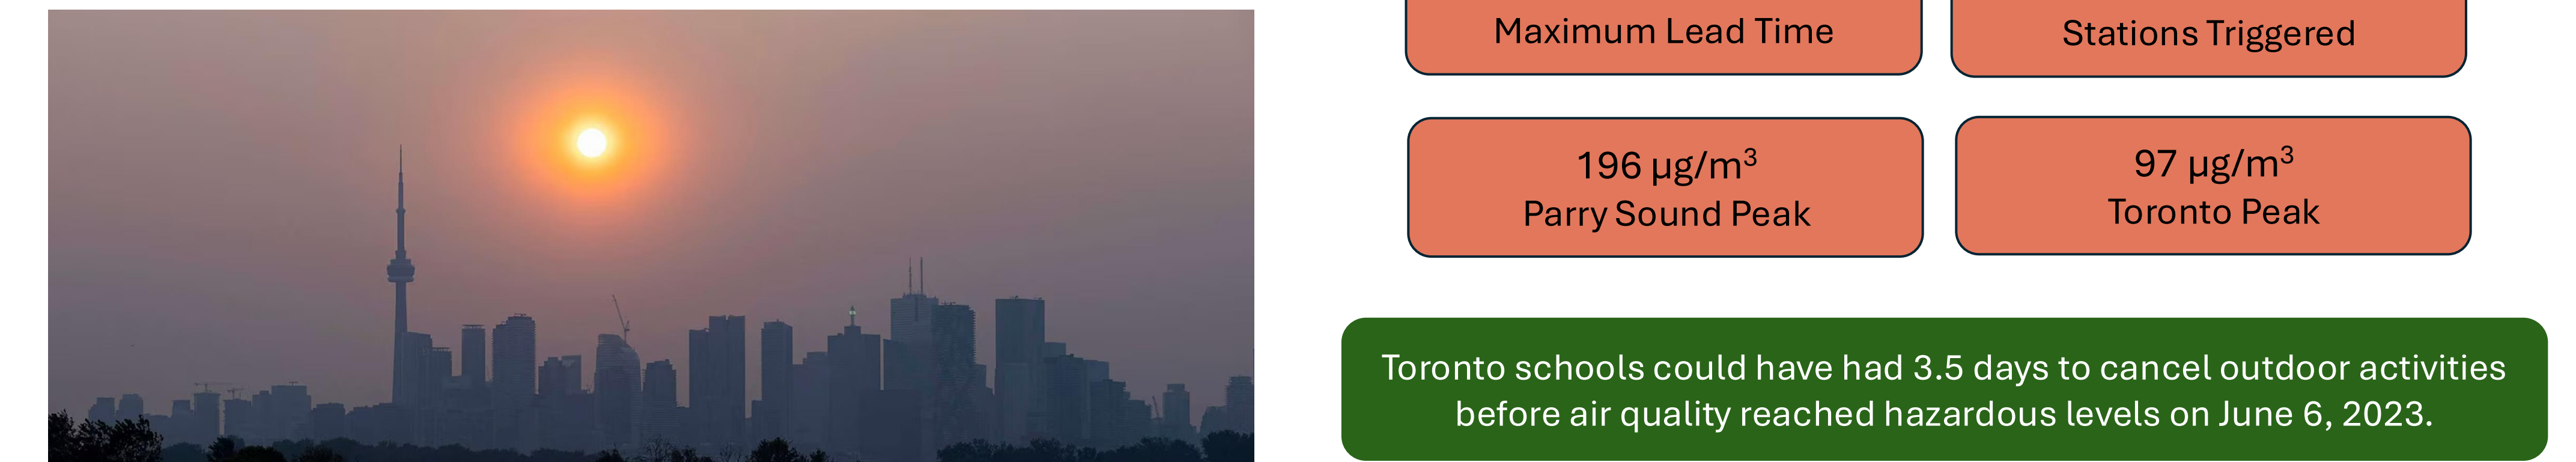 Maximum Lead Time
Stations Triggered
196 µg/m³
Parry Sound Peak
97 µg/m³
Toronto Peak
Toronto schools could have had 3.5 days to cancel outdoor activities
before air quality reached hazardous levels on June 6, 2023.